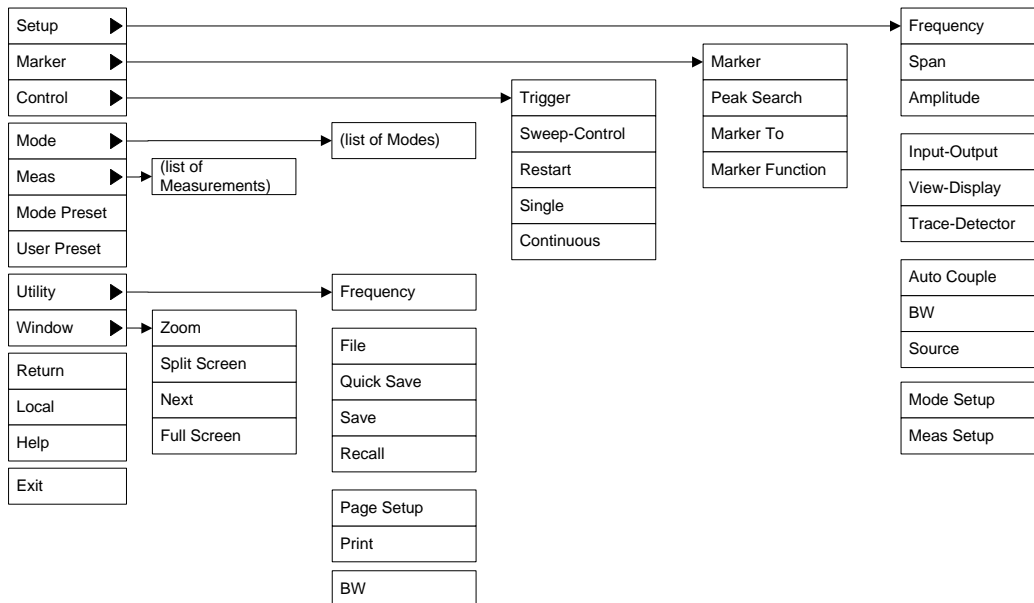 Setup
Marker
Control
Mode
Meas
Mode Preset
User Preset
Utility
Window
Return
Local
Help
Exit
(list of
Measurements)
Zoom
Split Screen
Next
Full Screen
(list of Modes)
Frequency
File
Quick Save
Save
Recall
Page Setup
Print
BW
Trigger
Sweep-Control
Restart
Single
Continuous
Marker
Peak Search
Marker To
Marker Function
Frequency
Span
Amplitude
Input-Output
View-Display
Trace-Detector
Auto Couple
BW
Source
Mode Setup
Meas Setup